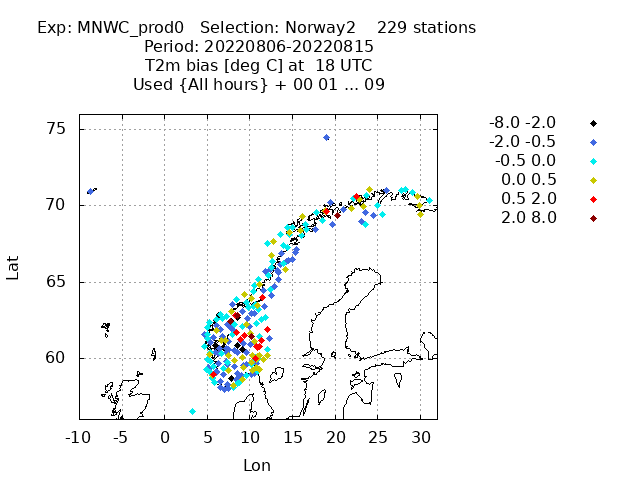 Exp: MNWC_prod0 Selection: Norway2 229 stations
Period: 20220806-20220815
T2m bias [deg C] at 18 UTC
Used {All hours} + 00 01 ... 09
-8.0 -2.0
-2.0 -0.5
-0.5 0.0
0.0 0.5
0.5 2.0
2.0 8.0
75
70
65
60
Lat
-10 -5 0 5 10 15 20 25 30
Lon